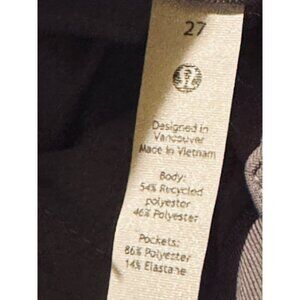 27
Designed in
Vancouver
Made in Vietnam
Body:
54% Recycled
polyester
46% Polyester
Pockets:
86% Polyester
14% Elastane